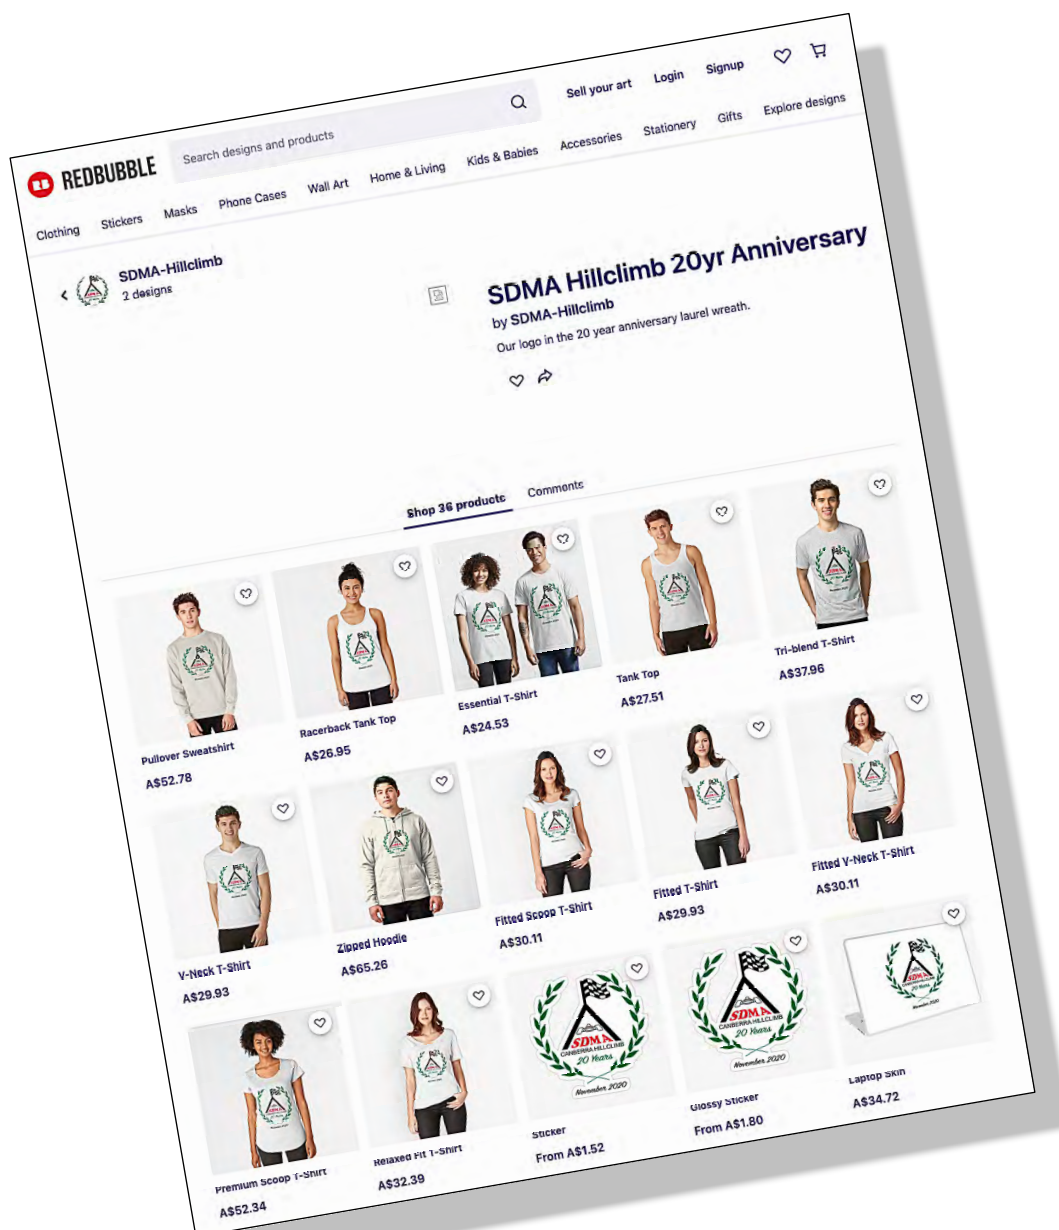 Sell your art Login Signup
Search designs and products
RB REDBUBBLE
Clothing Stickers Masks Phone Cases Wall Art Home & Living Kids & Babies Accessories Stationery Gifts Explore designs
SDMA-Hillclimb
2 designs
SDMA Hillclimb 20yr Anniversary
by SDMA-Hillclimb
Our logo in the 20 year anniversary laurel wreath.
Shop 36 products Comments
Pullover Sweatshirt
A$52.78
Racerback Tank Top
A$26.95
Essential T-Shirt
A$24.53
Tank Top
A$27.51
Tri-blend T-Shirt
A$37.96
V-Neck T-Shirt
A$29.93
Zipped Hoodie
A$65.26
Fitted Scoop T-Shirt
A$30.11
Fitted T-Shirt
A$29.93
Fitted V-Neck T-Shirt
A$30.11
Premium Scoop T-Shirt
A$52.34
Relaxed Fit T-Shirt
A$32.39
SDMA
CANBERRA HILLCLIMB
20 Years
November 2020
Sticker
From A$1.52
SDMA
CANBERRA HILLCLIMB
20 Years
November 2020
Glossy Sticker
From A$1.80
SDMA
20 Years
November 2020
Laptop Skin
A$34.72